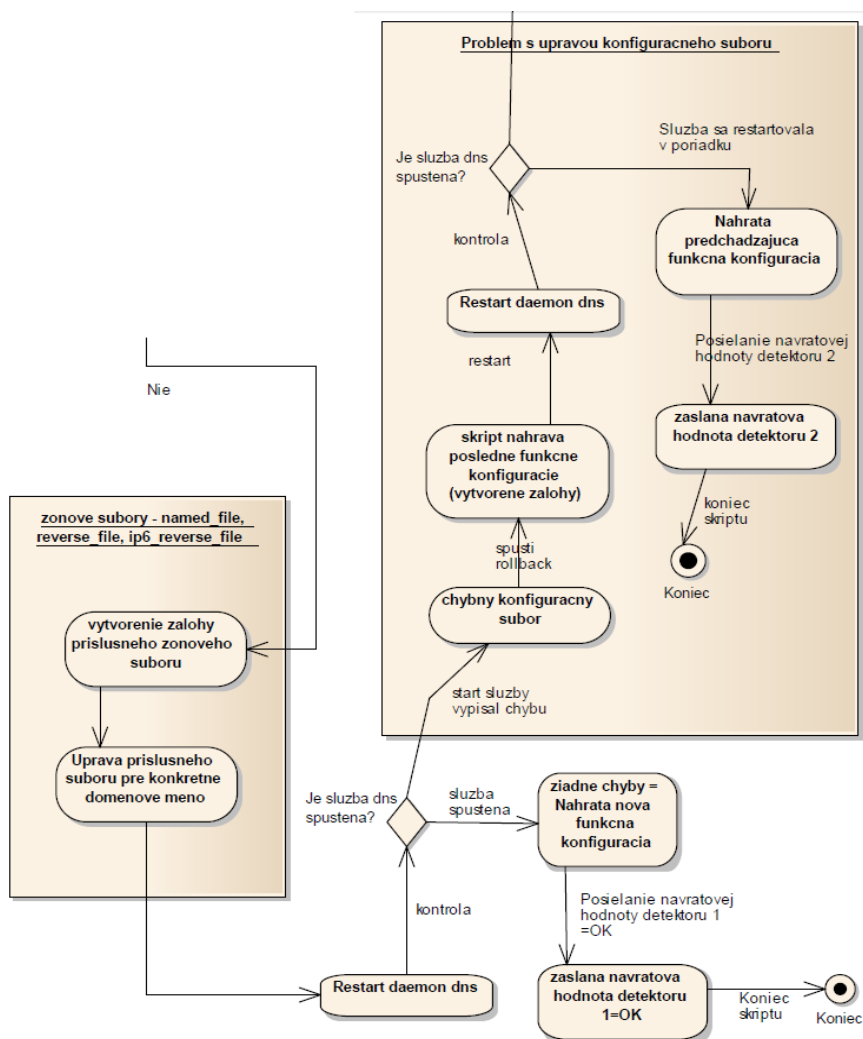 Problem s upravou konfiguracneho suboru
Sluzba sa restartovala
v poriadku
Je sluzba dns
spustena?
Nahrata
predchadzajuca
funkcna konfiguracia
kontrola
Restart daemon dns
Posielanie navratovej
hodnoty detektoru 2
restart
Nie
zaslana navratova
hodnota detektoru 2
skript nahrava
posledne funkcne
konfiguracie
(vytvorene zalohy)
koniec
skriptu
zonove subory - named_file,
reverse_file, ip6_reverse_file
spusti
rollback
Koniec
chybny konfiguracny
subor
vytvorenie zalohy
prislusneho zonoveho
suboru
start sluzby
vypisal chybu
Uprava prislusneho
suboru pre konkretne
domenove meno
Je sluzba dns
spustena?
sluzba
spustena
ziadne chyby =
Nahrata nova
funkcna
konfiguracia
kontrola
Posielanie navratovej
hodnoty detektoru 1
=OK
Restart daemon dns
zaslana navratova
hodnota detektoru
1=OK
Koniec
skriptu
Koniec